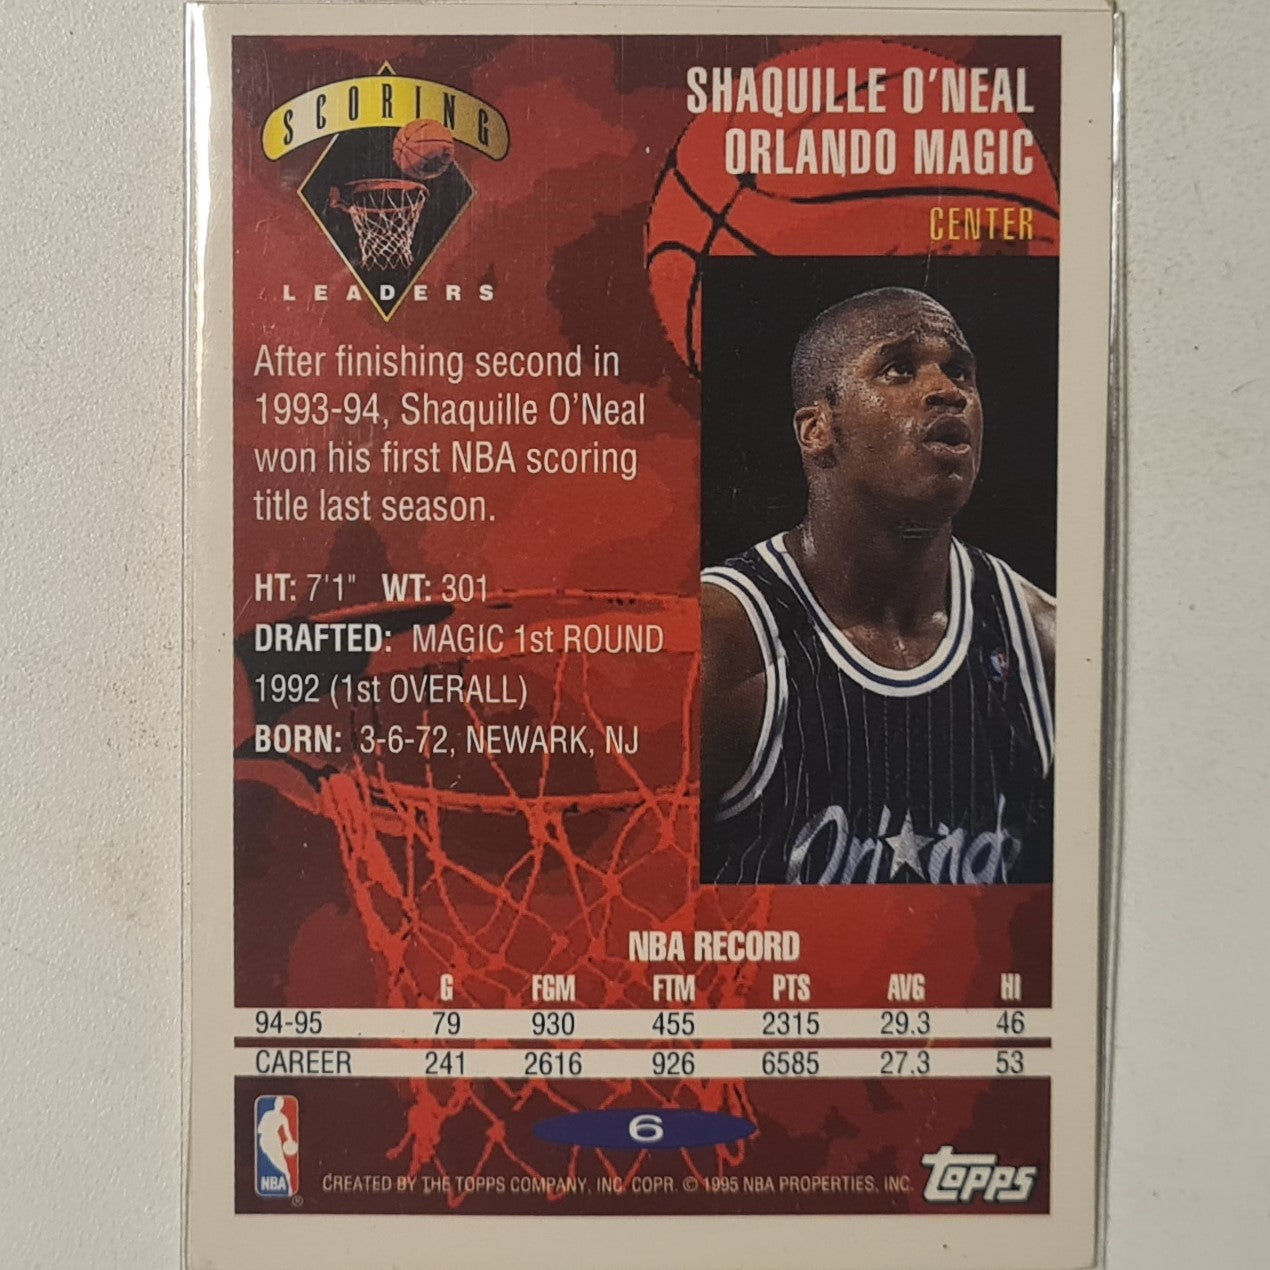 SCORING
LEADERS
SHAQUILLE O'NEAL
ORLANDO MAGIC
CENTER
After finishing second in
1993-94, Shaquille O'Neal
won his first NBA scoring
title last season.
HT: 7'1" WT: 301
DRAFTED: MAGIC 1st ROUND
1992 (1st OVERALL)
BORN: 3-6-72, NEWARK, NJ
Orlando
NBA RECORD
G FGM FTM PTS AVG HI
94-95 79 930 455 2315 29.3 46
CAREER 241 2616 926 6585 27.3 53
6
NBA
®
CREATED BY THE TOPPS COMPANY, INC. COPR. © 1995 NBA PROPERTIES, INC.
TOPPS